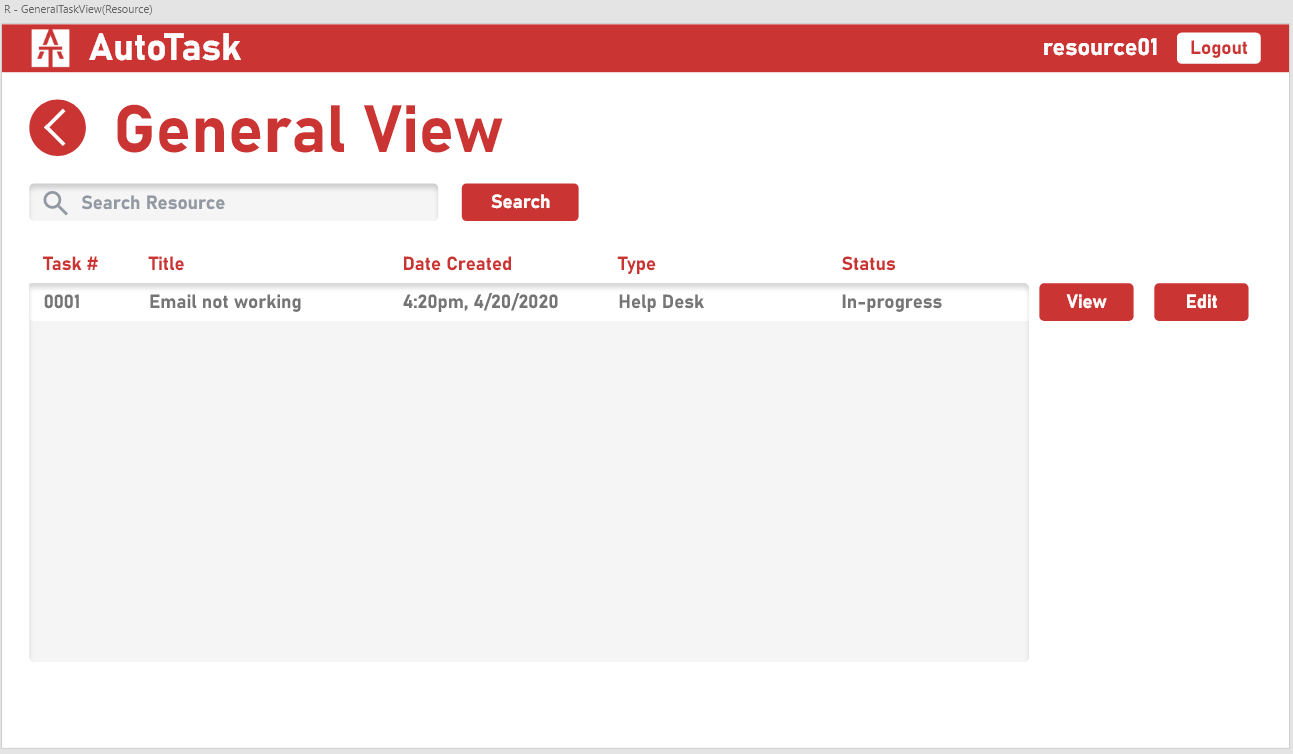 R - GeneralTaskView(Resource)
AutoTask resource01 Logout
General View
Search Resource Search
Task # Title Date Created Type Status
0001 Email not working 4:20pm, 4/20/2020 Help Desk In-progress View Edit